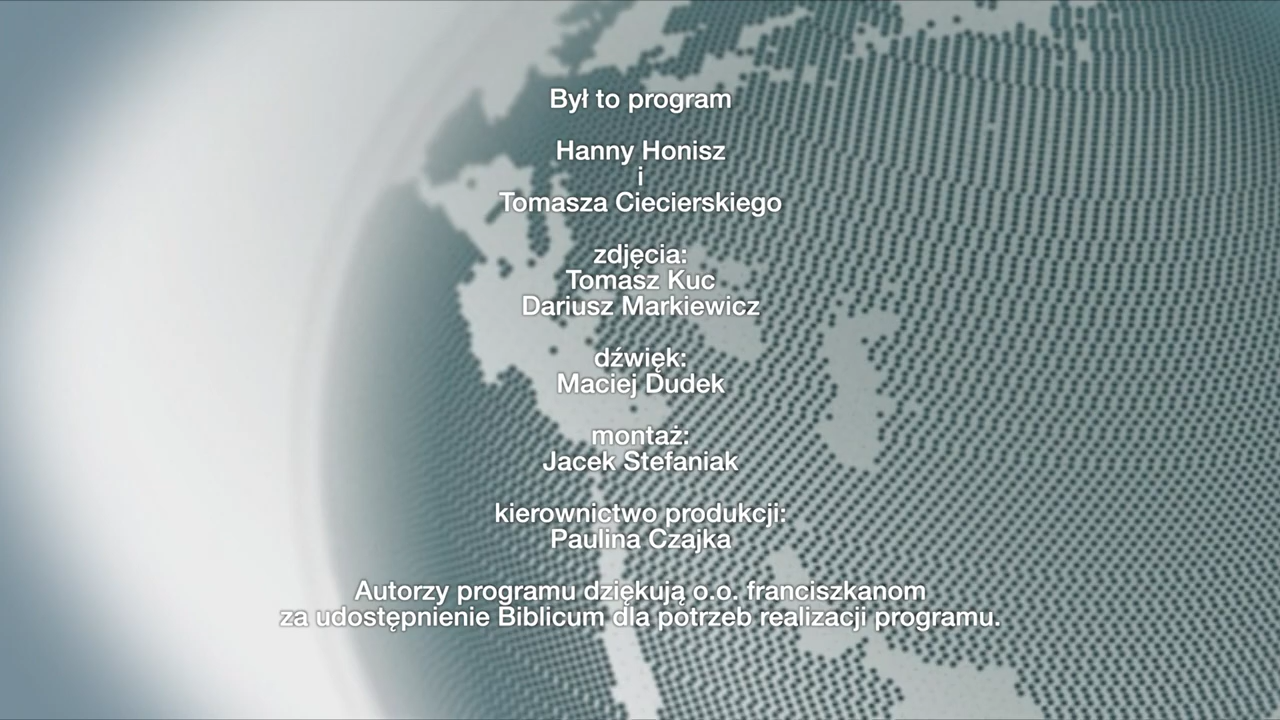 Był to program
Hanny Honisz
i
Tomasza Ciecierskiego
zdjęcia:
Tomasz Kuc
Dariusz Markiewicz
dźwięk:
Maciej Dudek
montaż:
Jacek Stefaniak
kierownictwo produkcji:
Paulina Czajka
Autorzy programu dziękują o.o. franciszkanom
za udostępnienie Biblicum dla potrzeb realizacji programu.